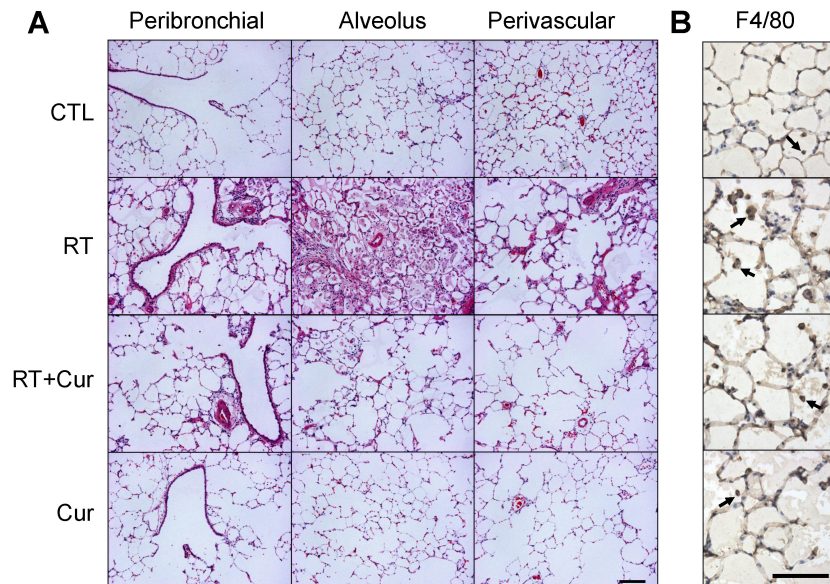 A
Peribronchial Alveolus Perivascular
B
F4/80
CTL
RT
RT+Cur
Cur